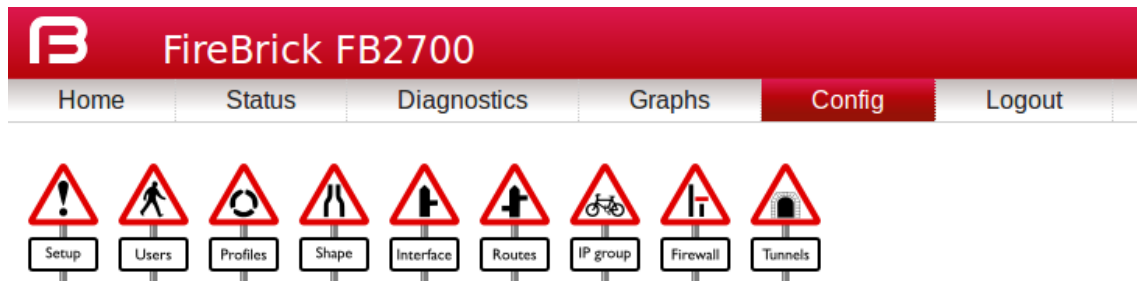 FireBrick FB2700
Home Status Diagnostics Graphs Config Logout
Setup Users Profiles Shape Interface Routes IP group Firewall Tunnels